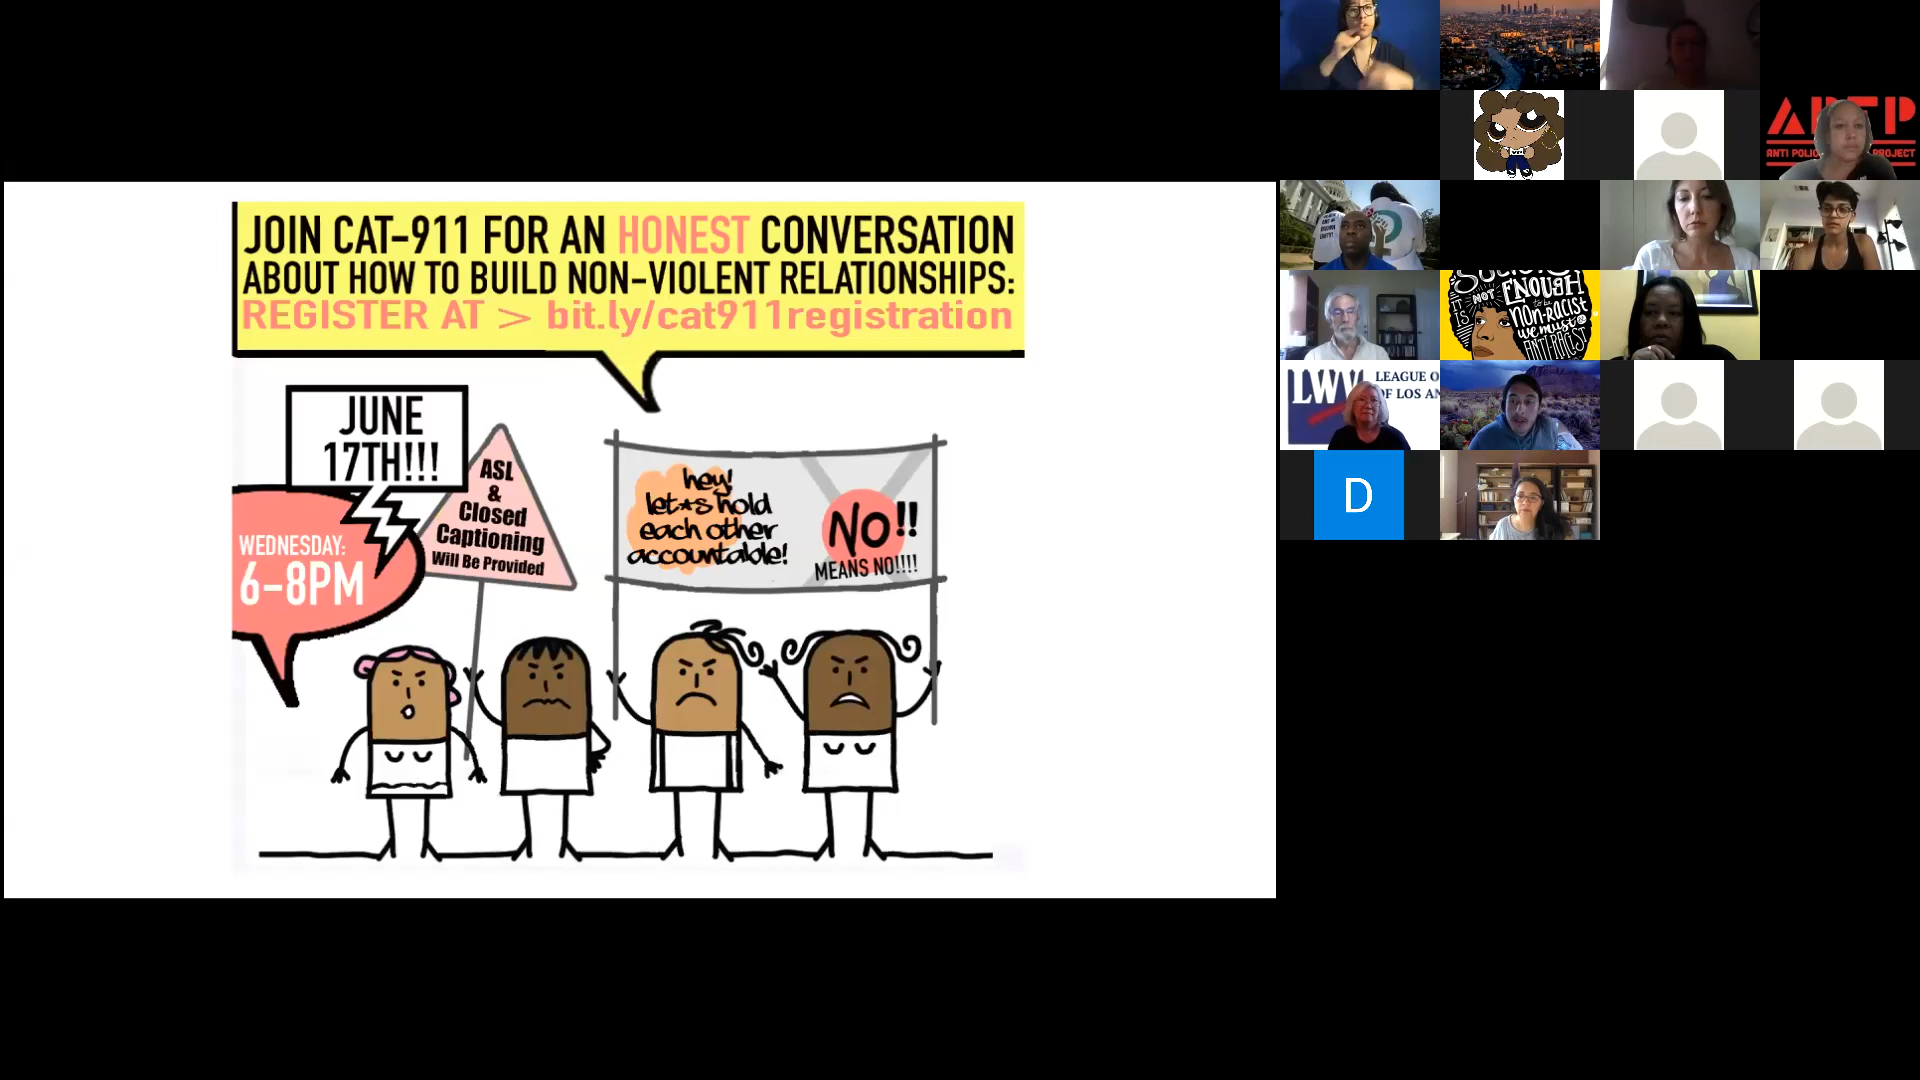 JOIN CAT-911 FOR AN HONEST CONVERSATION
ABOUT HOW TO BUILD NON-VIOLENT RELATIONSHIPS:
REGISTER AT > bit.ly/cat911registration
JUNE
17TH!!!
WEDNESDAY:
6-8PM
ASL
&
Closed
Captioning
Will Be Provided
hey!
let*s hold
each other
accountable!
NO!!
MEANS NO!!!!
ANTI POLIC
PROJECT
IT IS NOT ENOUGH
to be
NON-RACIST
we must be
ANTI-RACIST
LWV
LEAGUE O
OF LOS AN
D